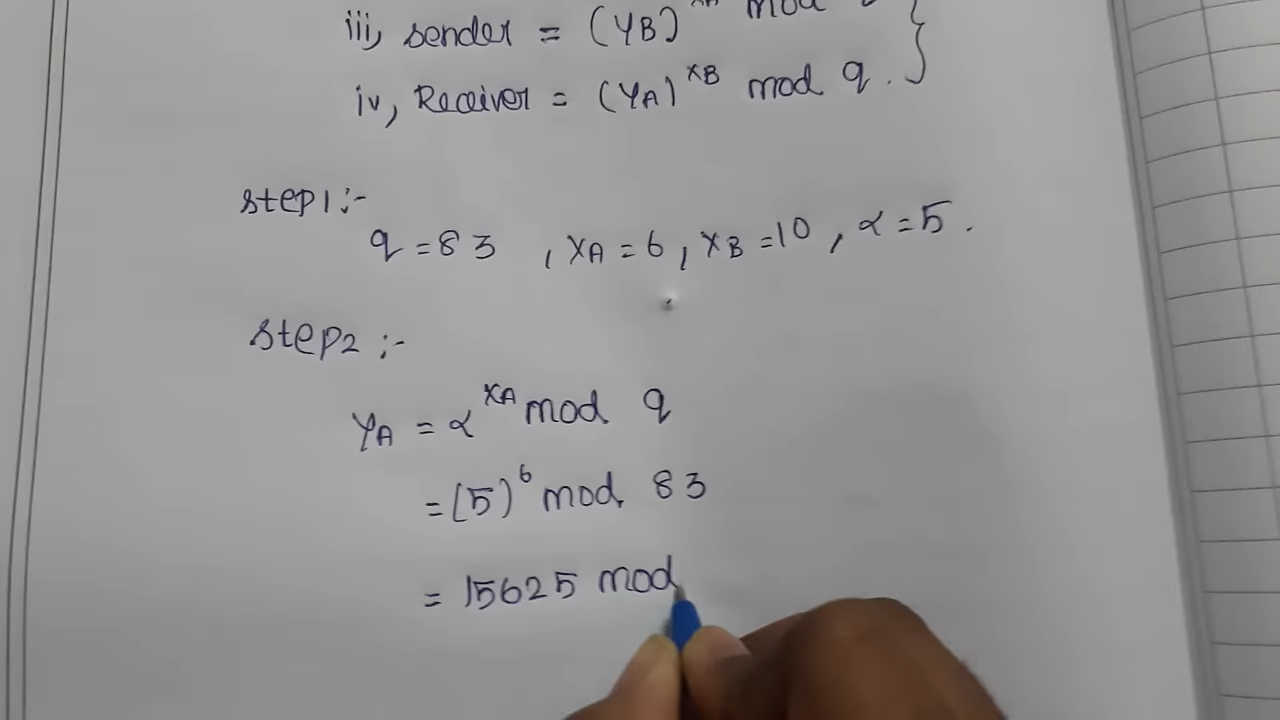 iii, sender = (YB) mod
iv, Receiver = (YA)^XB mod q. }
step1:-
q = 83 , XA = 6, XB = 10, α = 5.
step2 :-
YA = α^XA mod q
= (5)^6 mod 83
= 15625 mod